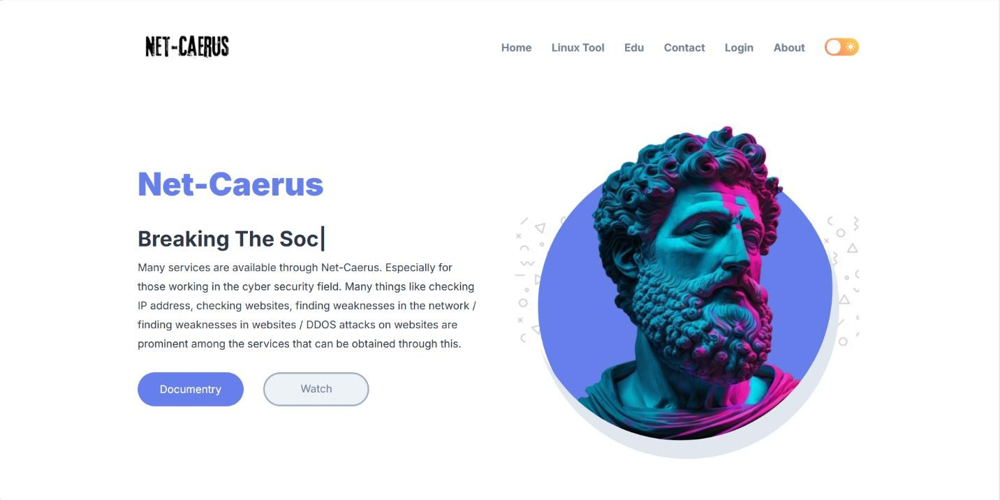 NET-CAERUS
Home Linux Tool Edu Contact Login About
Net-Caerus
Breaking The Soc|
Many services are available through Net-Caerus. Especially for
those working in the cyber security field. Many things like checking
IP address, checking websites, finding weaknesses in the network /
finding weaknesses in websites / DDOS attacks on websites are
prominent among the services that can be obtained through this.
Documentry Watch